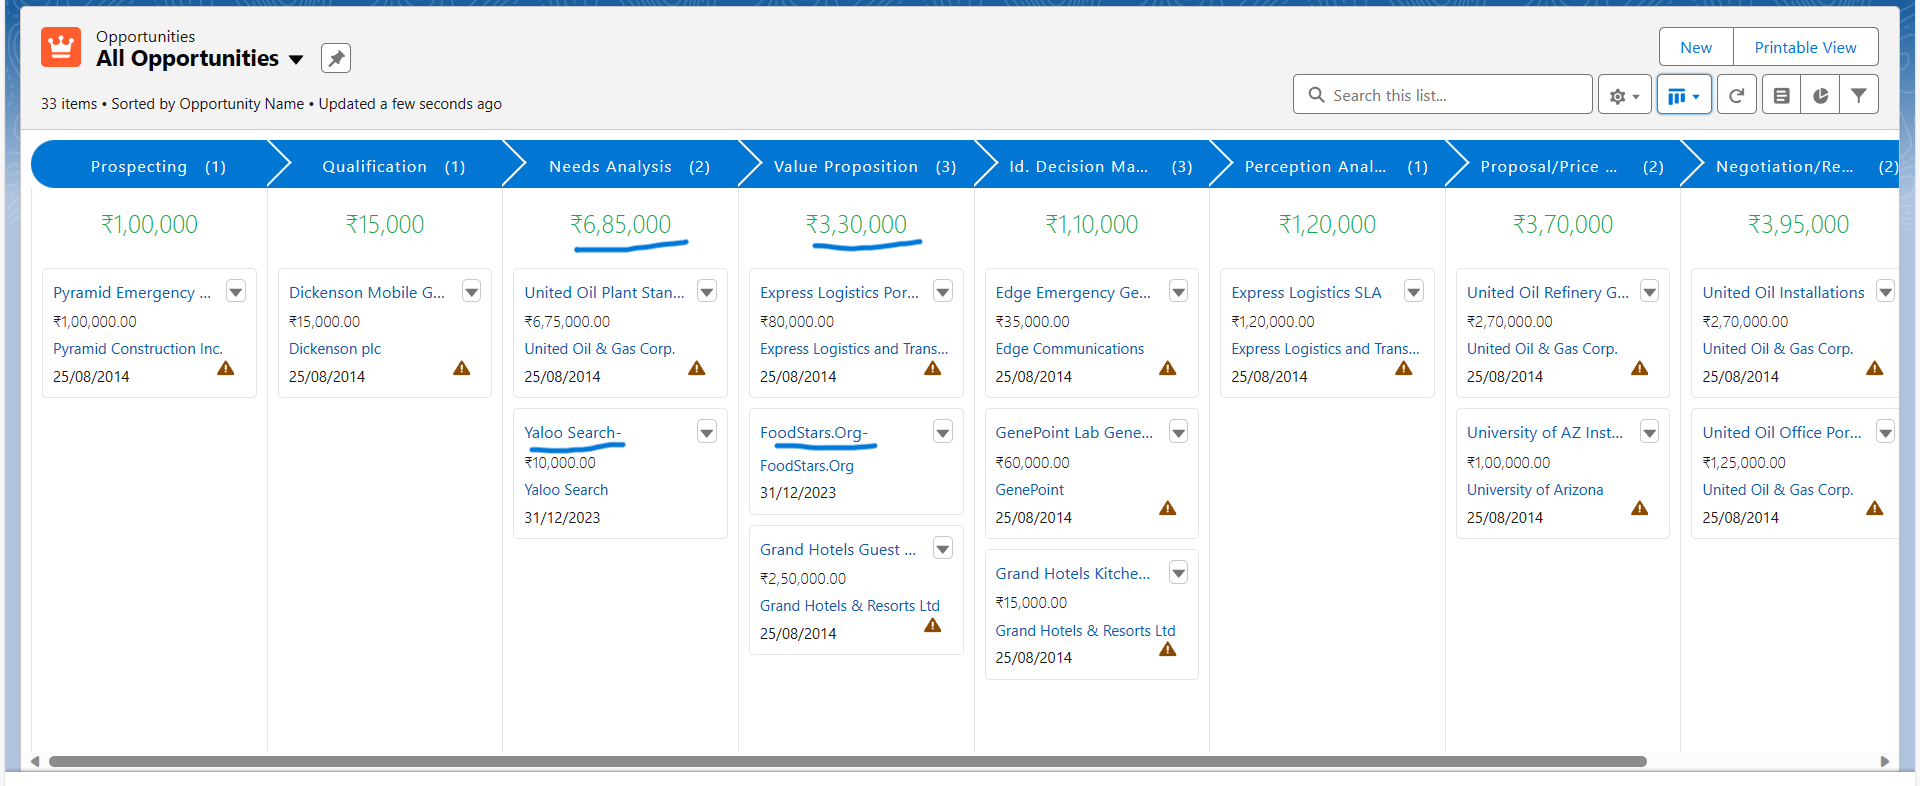 Opportunities
All Opportunities
New
Printable View
33 items • Sorted by Opportunity Name • Updated a few seconds ago
Search this list...
Prospecting (1)
Qualification (1)
Needs Analysis (2)
Value Proposition (3)
Id. Decision Ma... (3)
Perception Anal... (1)
Proposal/Price ... (2)
Negotiation/Re... (2)
₹1,00,000
₹15,000
₹6,85,000
₹3,30,000
₹1,10,000
₹1,20,000
₹3,70,000
₹3,95,000
Pyramid Emergency ...
₹1,00,000.00
Pyramid Construction Inc.
25/08/2014
Dickenson Mobile G...
₹15,000.00
Dickenson plc
25/08/2014
United Oil Plant Stan...
₹6,75,000.00
United Oil & Gas Corp.
25/08/2014
Yaloo Search-
₹10,000.00
Yaloo Search
31/12/2023
Express Logistics Por...
₹80,000.00
Express Logistics and Trans...
25/08/2014
FoodStars.Org-
FoodStars.Org
31/12/2023
Grand Hotels Guest ...
₹2,50,000.00
Grand Hotels & Resorts Ltd
25/08/2014
Edge Emergency Ge...
₹35,000.00
Edge Communications
25/08/2014
GenePoint Lab Gene...
₹60,000.00
GenePoint
25/08/2014
Grand Hotels Kitche...
₹15,000.00
Grand Hotels & Resorts Ltd
25/08/2014
Express Logistics SLA
₹1,20,000.00
Express Logistics and Trans...
25/08/2014
United Oil Refinery G...
₹2,70,000.00
United Oil & Gas Corp.
25/08/2014
University of AZ Inst...
₹1,00,000.00
University of Arizona
25/08/2014
United Oil Installations
₹2,70,000.00
United Oil & Gas Corp.
25/08/2014
United Oil Office Por...
₹1,25,000.00
United Oil & Gas Corp.
25/08/2014